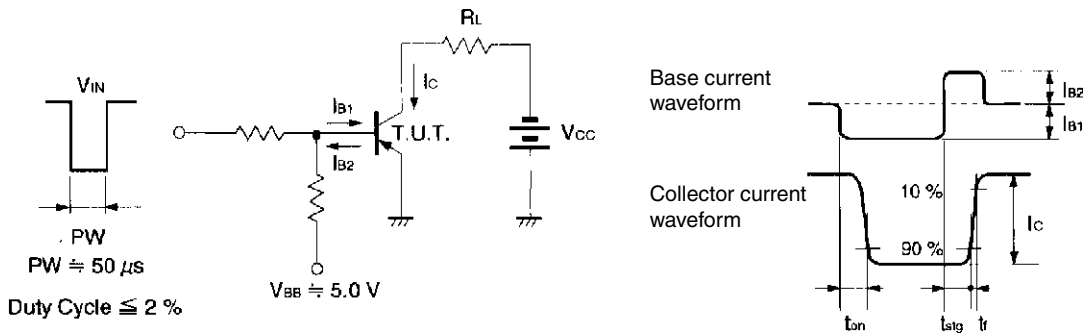 VIN
PW
PW ≒ 50 μs
Duty Cycle ≦ 2 %
RL
IC
IB1
T.U.T.
IB2
VCC
VBB ≒ 5.0 V
Base current
waveform
IB2
IB1
Collector current
waveform
10 %
90 %
IC
ton
tstg
tf